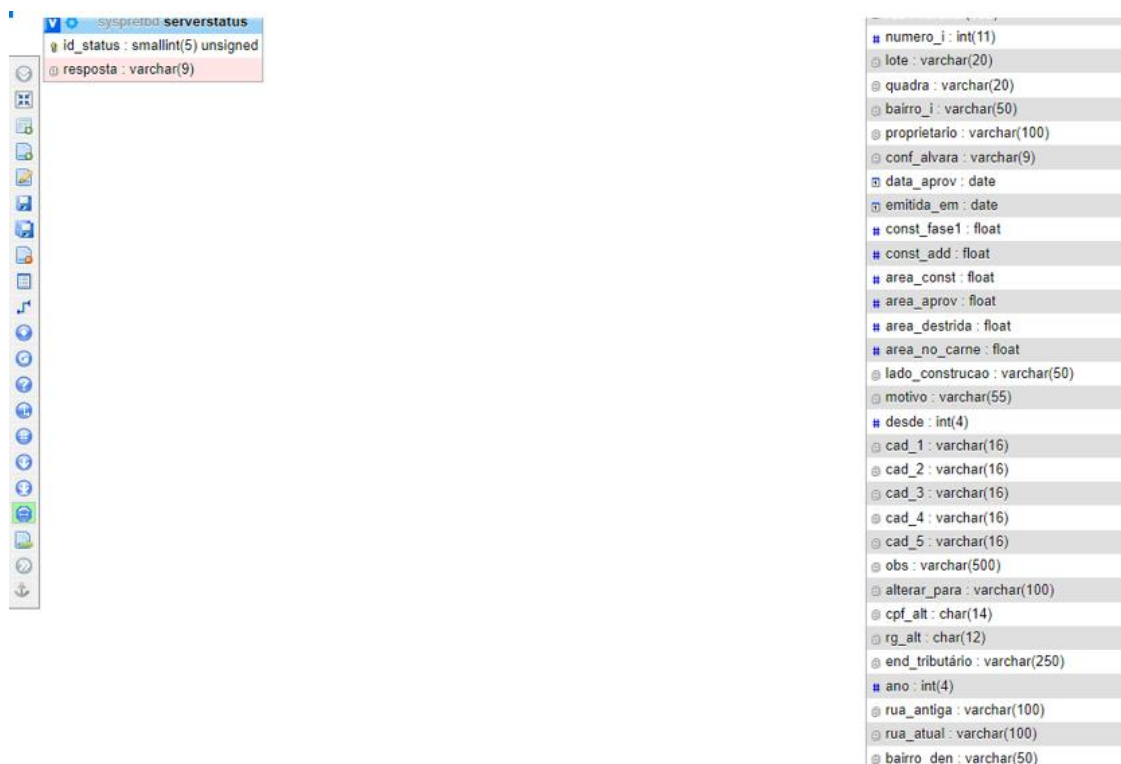 sysprefbd serverstatus
id_status : smallint(5) unsigned
resposta : varchar(9)
# numero_i : int(11)
lote : varchar(20)
quadra : varchar(20)
bairro_i : varchar(50)
proprietario : varchar(100)
conf_alvara : varchar(9)
data_aprov : date
emitida_em : date
# const_fase1 : float
# const_add : float
# area_const : float
# area_aprov : float
# area_destrida : float
# area_no_carne : float
lado_construcao : varchar(50)
motivo : varchar(55)
# desde : int(4)
cad_1 : varchar(16)
cad_2 : varchar(16)
cad_3 : varchar(16)
cad_4 : varchar(16)
cad_5 : varchar(16)
obs : varchar(500)
alterar_para : varchar(100)
cpf_alt : char(14)
rg_alt : char(12)
end_tributário : varchar(250)
# ano : int(4)
rua_antiga : varchar(100)
rua_atual : varchar(100)
bairro_den : varchar(50)